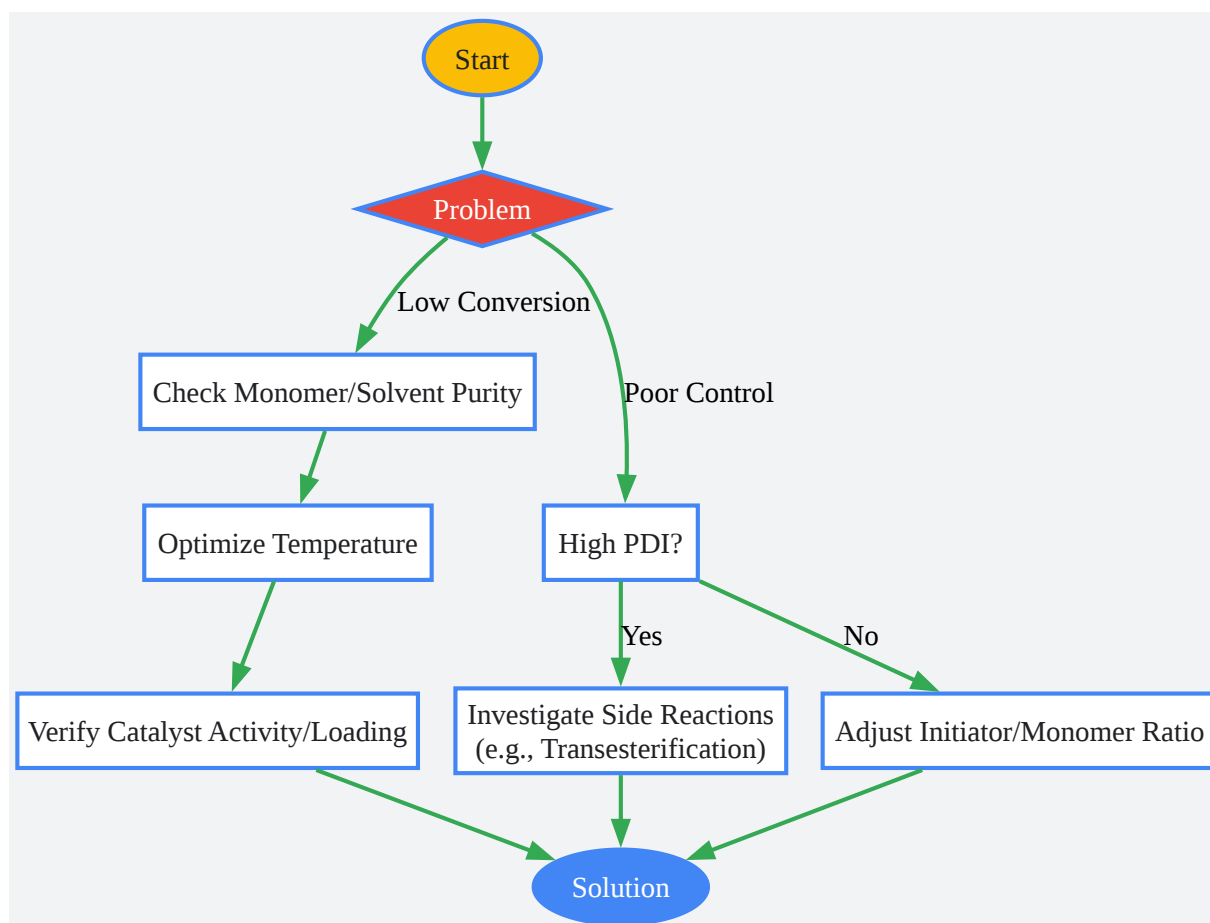 Start
Problem
Low Conversion
Check Monomer/Solvent Purity
Poor Control
Optimize Temperature
High PDI?
Yes
No
Verify Catalyst Activity/Loading
Investigate Side Reactions
(e.g., Transesterification)
Adjust Initiator/Monomer Ratio
Solution